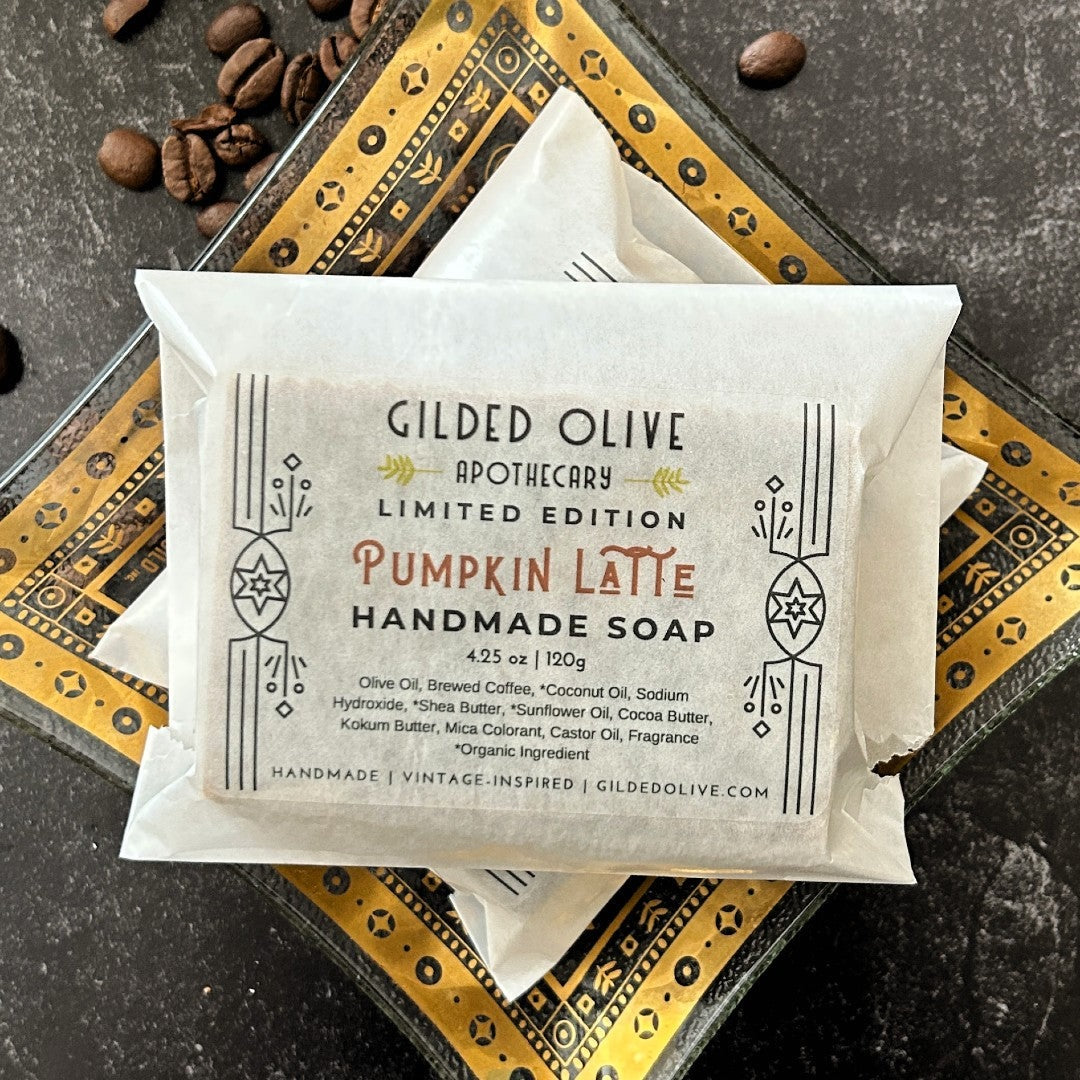 GILDED OLIVE
APOTHECARY
LIMITED EDITION
PUMPKIN LATTE
HANDMADE SOAP
4.25 oz | 120g
Olive Oil, Brewed Coffee, *Coconut Oil, Sodium
Hydroxide, *Shea Butter, *Sunflower Oil, Cocoa Butter,
Kokum Butter, Mica Colorant, Castor Oil, Fragrance
*Organic Ingredient
HANDMADE | VINTAGE-INSPIRED | GILDEDOLIVE.COM